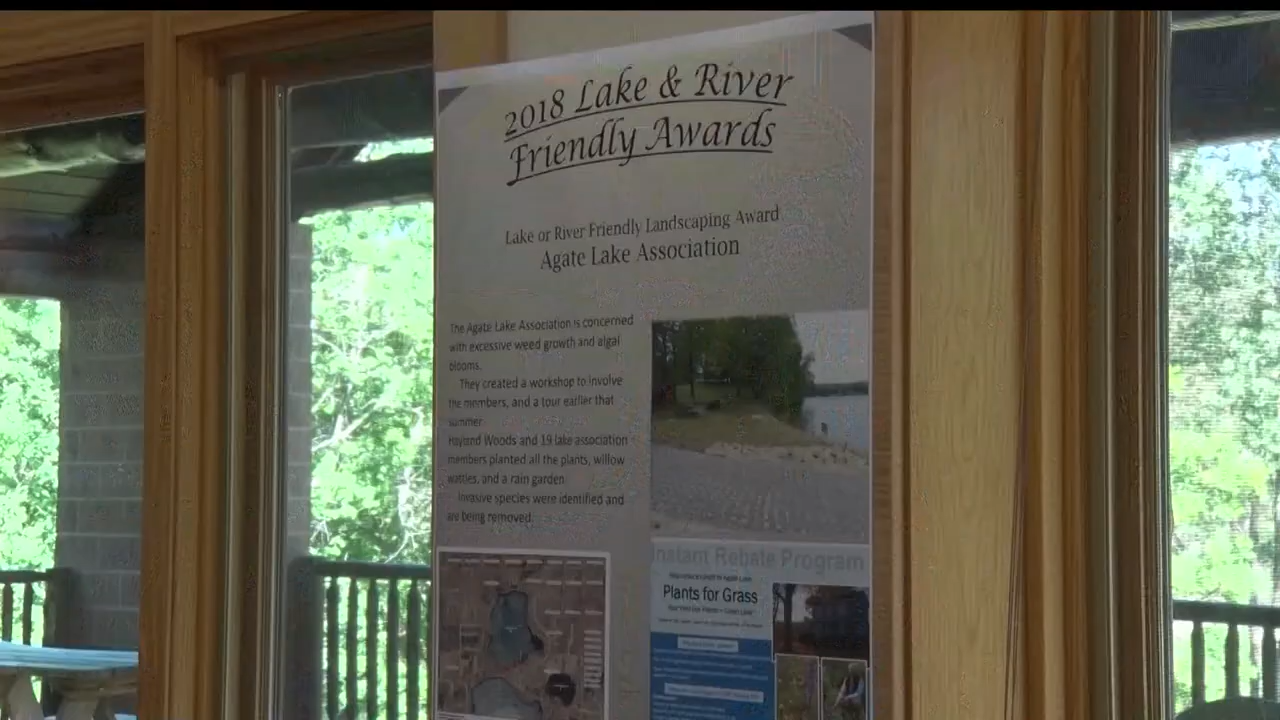 2018 Lake & River
Friendly Awards
Lake or River Friendly Landscaping Award
Agate Lake Association
The Agate Lake Association is concerned
with excessive weed growth and algal
blooms.
They created a workshop to involve
the members, and a tour earlier that
summer
Woods and 19 lake association
members planted all the plants, willow
wattles, and a rain garden
Invasive species were identified and
are being removed.
Instant Rebate Program
Plants for Grass